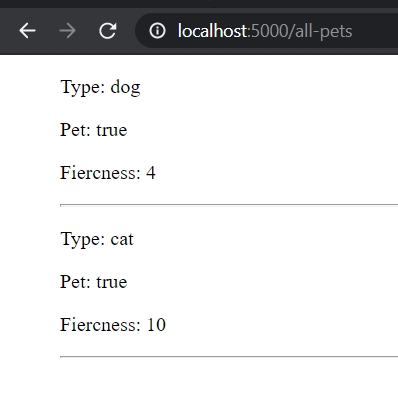 localhost:5000/all-pets
Type: dog
Pet: true
Fiercness: 4
Type: cat
Pet: true
Fiercness: 10